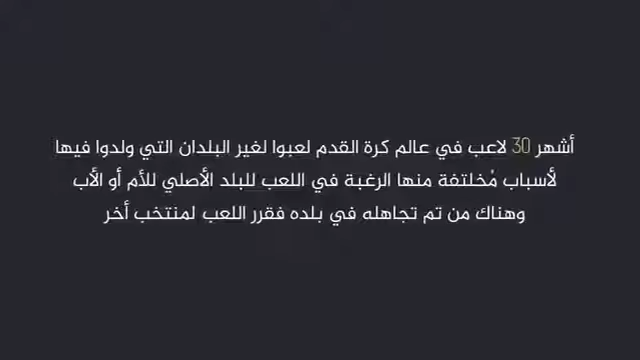 أشهر 30 لاعب في عالم كرة القدم لعبوا لغير البلدان التي ولدوا فيها
لأسباب مُخلتفة منها الرغبة في اللعب للبلد الأصلي للأم أو الأب
وهناك من تم تجاهله في بلده فقرر اللعب لمنتخب أخر